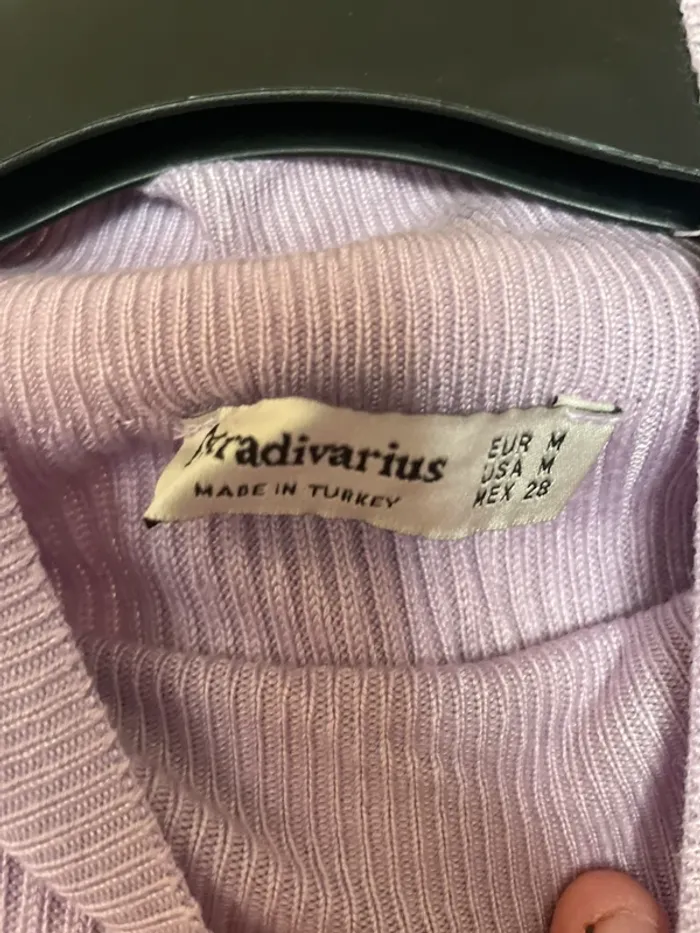 Stradivarius
MADE IN TURKEY
EUR M
USA M
MEX 28